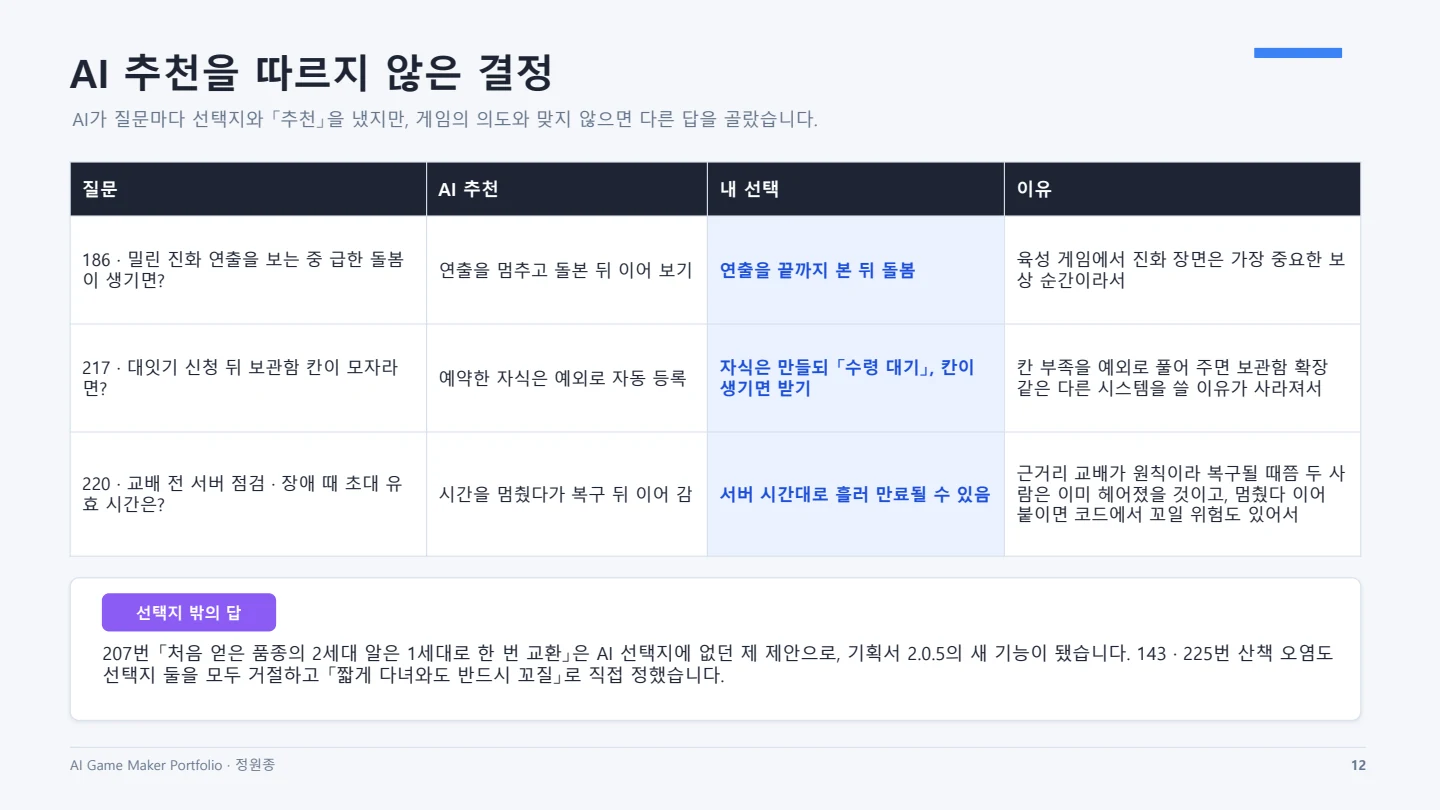 AI 추천을 따르지 않은 결정
AI가 질문마다 선택지와 「추천」을 냈지만, 게임의 의도와 맞지 않으면 다른 답을 골랐습니다.
질문
AI 추천
내 선택
이유
186 · 밀린 진화 연출을 보는 중 급한 돌봄
이 생기면?
연출을 멈추고 돌본 뒤 이어 보기
연출을 끝까지 본 뒤 돌봄
육성 게임에서 진화 장면은 가장 중요한 보
상 순간이라서
217 · 대잇기 신청 뒤 보관함 칸이 모자라
면?
예약한 자식은 예외로 자동 등록
자식은 만들되 「수령 대기」, 칸이
생기면 받기
칸 부족을 예외로 풀어 주면 보관함 확장
같은 다른 시스템을 쓸 이유가 사라져서
220 · 교배 전 서버 점검 · 장애 때 초대 유
효 시간은?
시간을 멈췄다가 복구 뒤 이어 감
서버 시간대로 흘러 만료될 수 있음
근거리 교배가 원칙이라 복구될 때쯤 두 사
람은 이미 헤어졌을 것이고, 멈췄다 이어
붙이면 코드에서 꼬일 위험도 있어서
선택지 밖의 답
207번 「처음 얻은 품종의 2세대 알은 1세대로 한 번 교환」은 AI 선택지에 없던 제 제안으로, 기획서 2.0.5의 새 기능이 됐습니다. 143 · 225번 산책 오염도
선택지 둘을 모두 거절하고 「짧게 다녀와도 반드시 꼬질」로 직접 정했습니다.
AI Game Maker Portfolio · 정원종
12